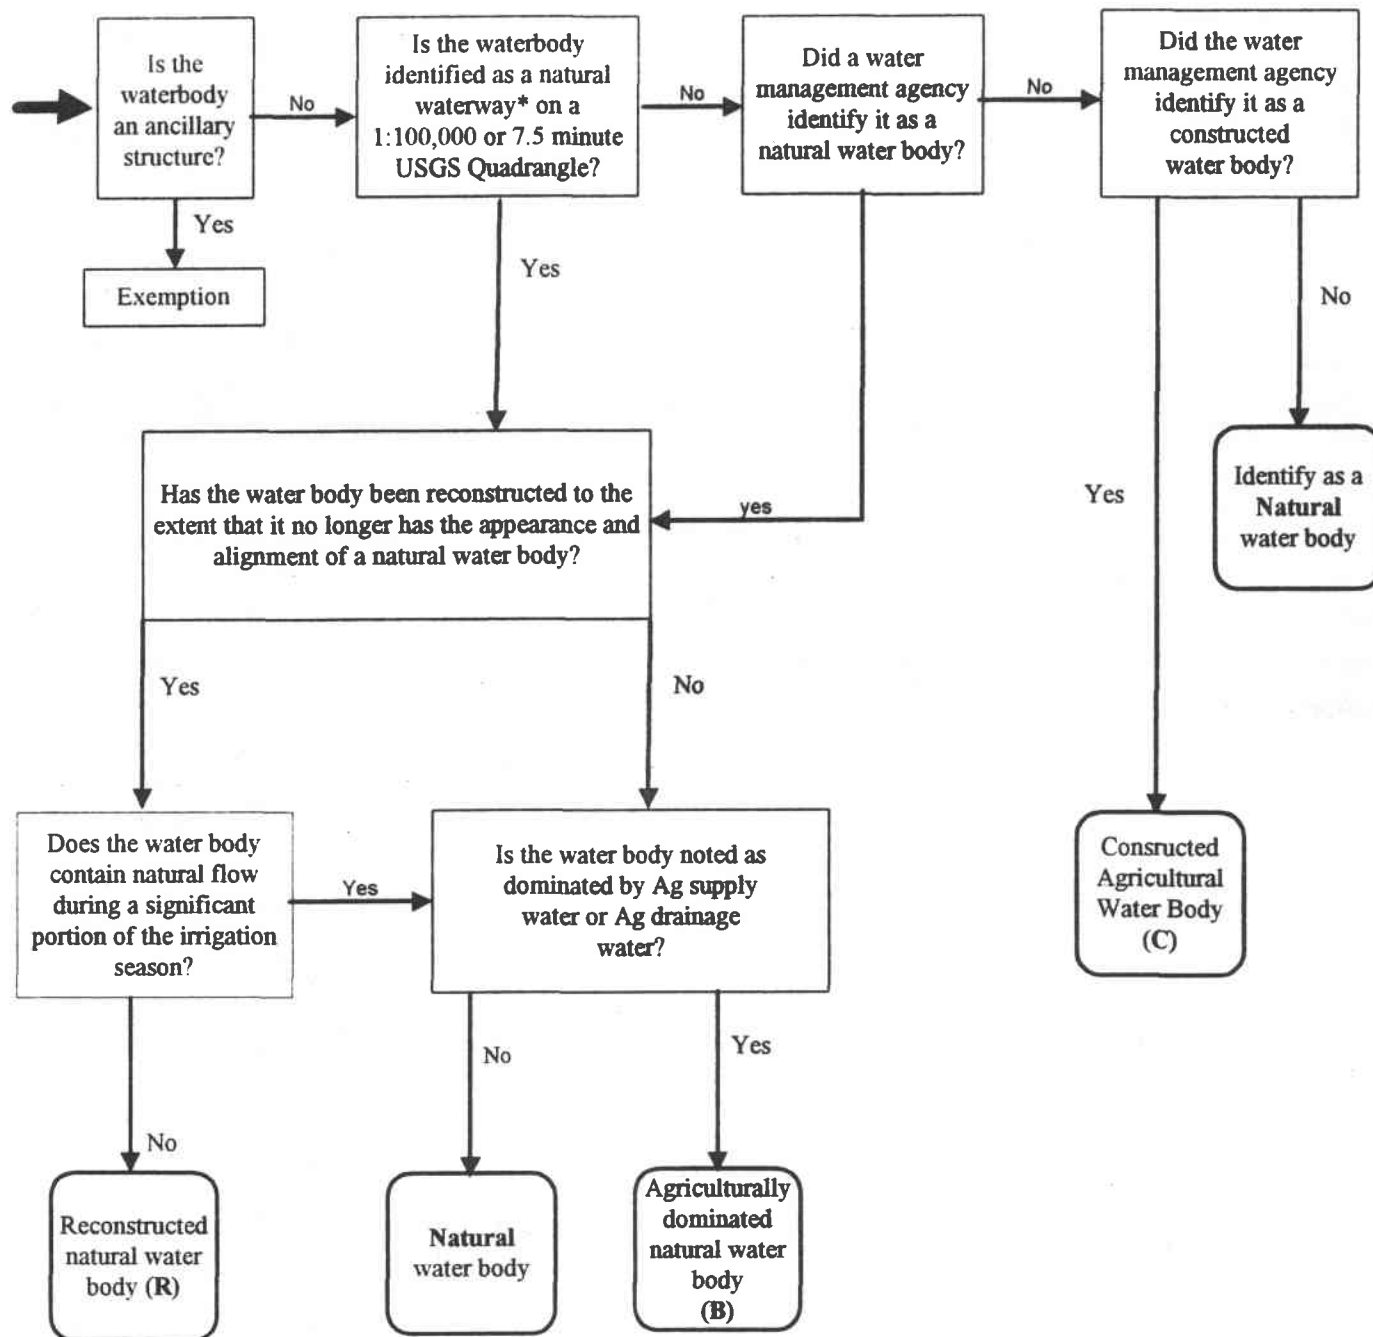 Is the
waterbody
an ancillary
structure?
No
Is the waterbody
identified as a natural
waterway* on a
1:100,000 or 7.5 minute
USGS Quadrangle?
No
Did a water
management agency
identify it as a
natural water body?
No
Did the water
management agency
identify it as a
constructed
water body?
Yes
Exemption
Yes
No
Yes
Identify as a
Natural
water body
Has the water body been reconstructed to the
extent that it no longer has the appearance and
alignment of a natural water body?
yes
Yes
No
Does the water body
contain natural flow
during a significant
portion of the irrigation
season?
Yes
Is the water body noted as
dominated by Ag supply
water or Ag drainage
water?
Consructed
Agricultural
Water Body
(C)
No
No
Yes
Reconstructed
natural water
body (R)
Natural
water body
Agriculturally
dominated
natural water
body
(B)